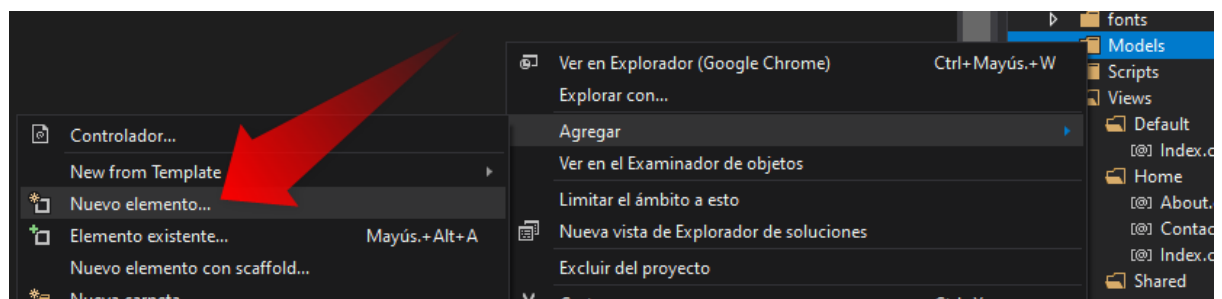 fonts
Models
Scripts
Views
Default
Index.c
Home
About.
Contac
Index.c
Shared
Ver en Explorador (Google Chrome) Ctrl+Mayús.+W
Explorar con...
Agregar
Ver en el Examinador de objetos
Limitar el ámbito a esto
Nueva vista de Explorador de soluciones
Excluir del proyecto
Controlador...
New from Template
Nuevo elemento...
Elemento existente... Mayús.+Alt+A
Nuevo elemento con scaffold...